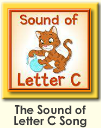 Sound of
Letter C
The Sound of
Letter C Song